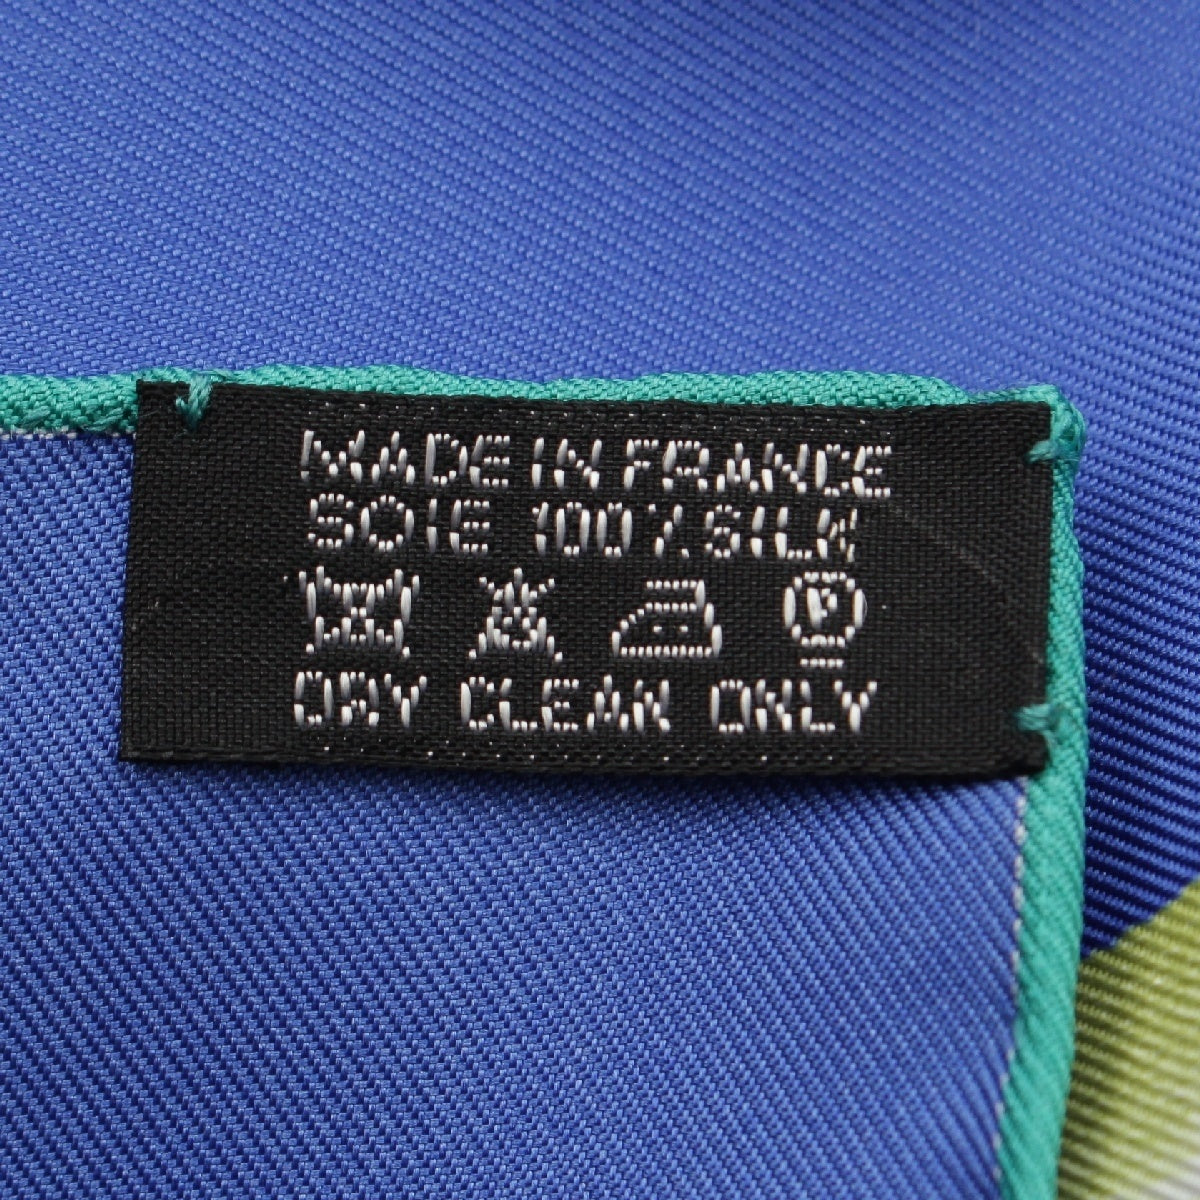 MADE IN FRANCE
SOIE 100% SILK
P
DRY CLEAN ONLY